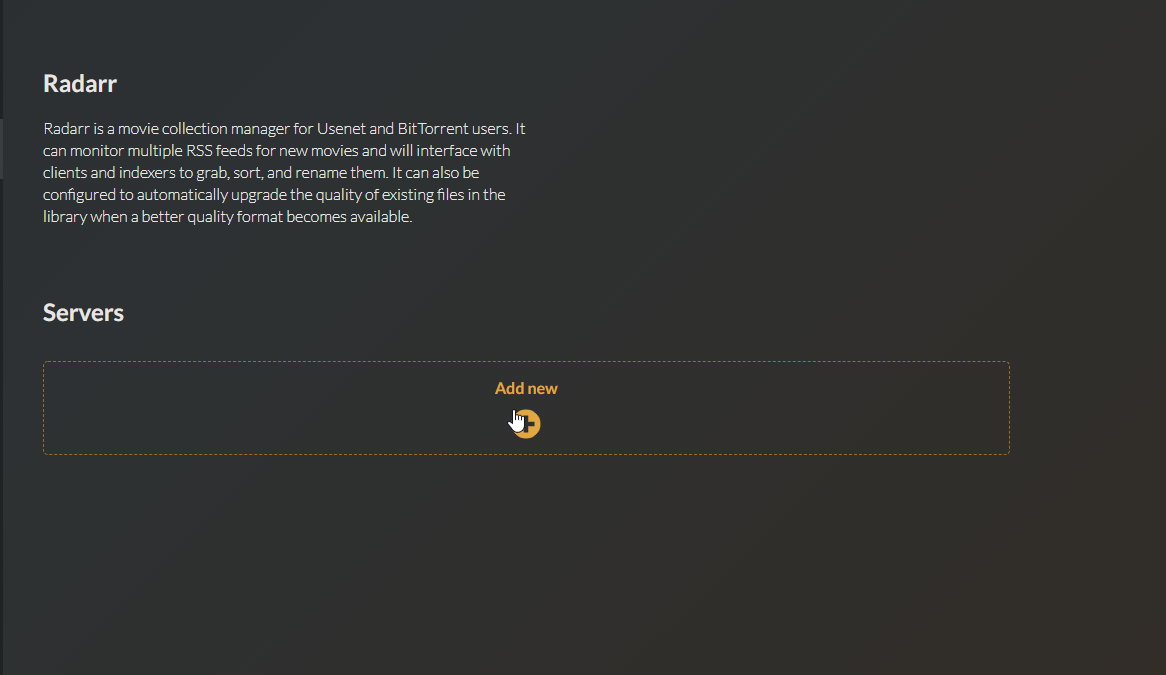 Radarr
Radarr is a movie collection manager for Usenet and BitTorrent users. It
can monitor multiple RSS feeds for new movies and will interface with
clients and indexers to grab, sort, and rename them. It can also be
configured to automatically upgrade the quality of existing files in the
library when a better quality format becomes available.
Servers
Add new